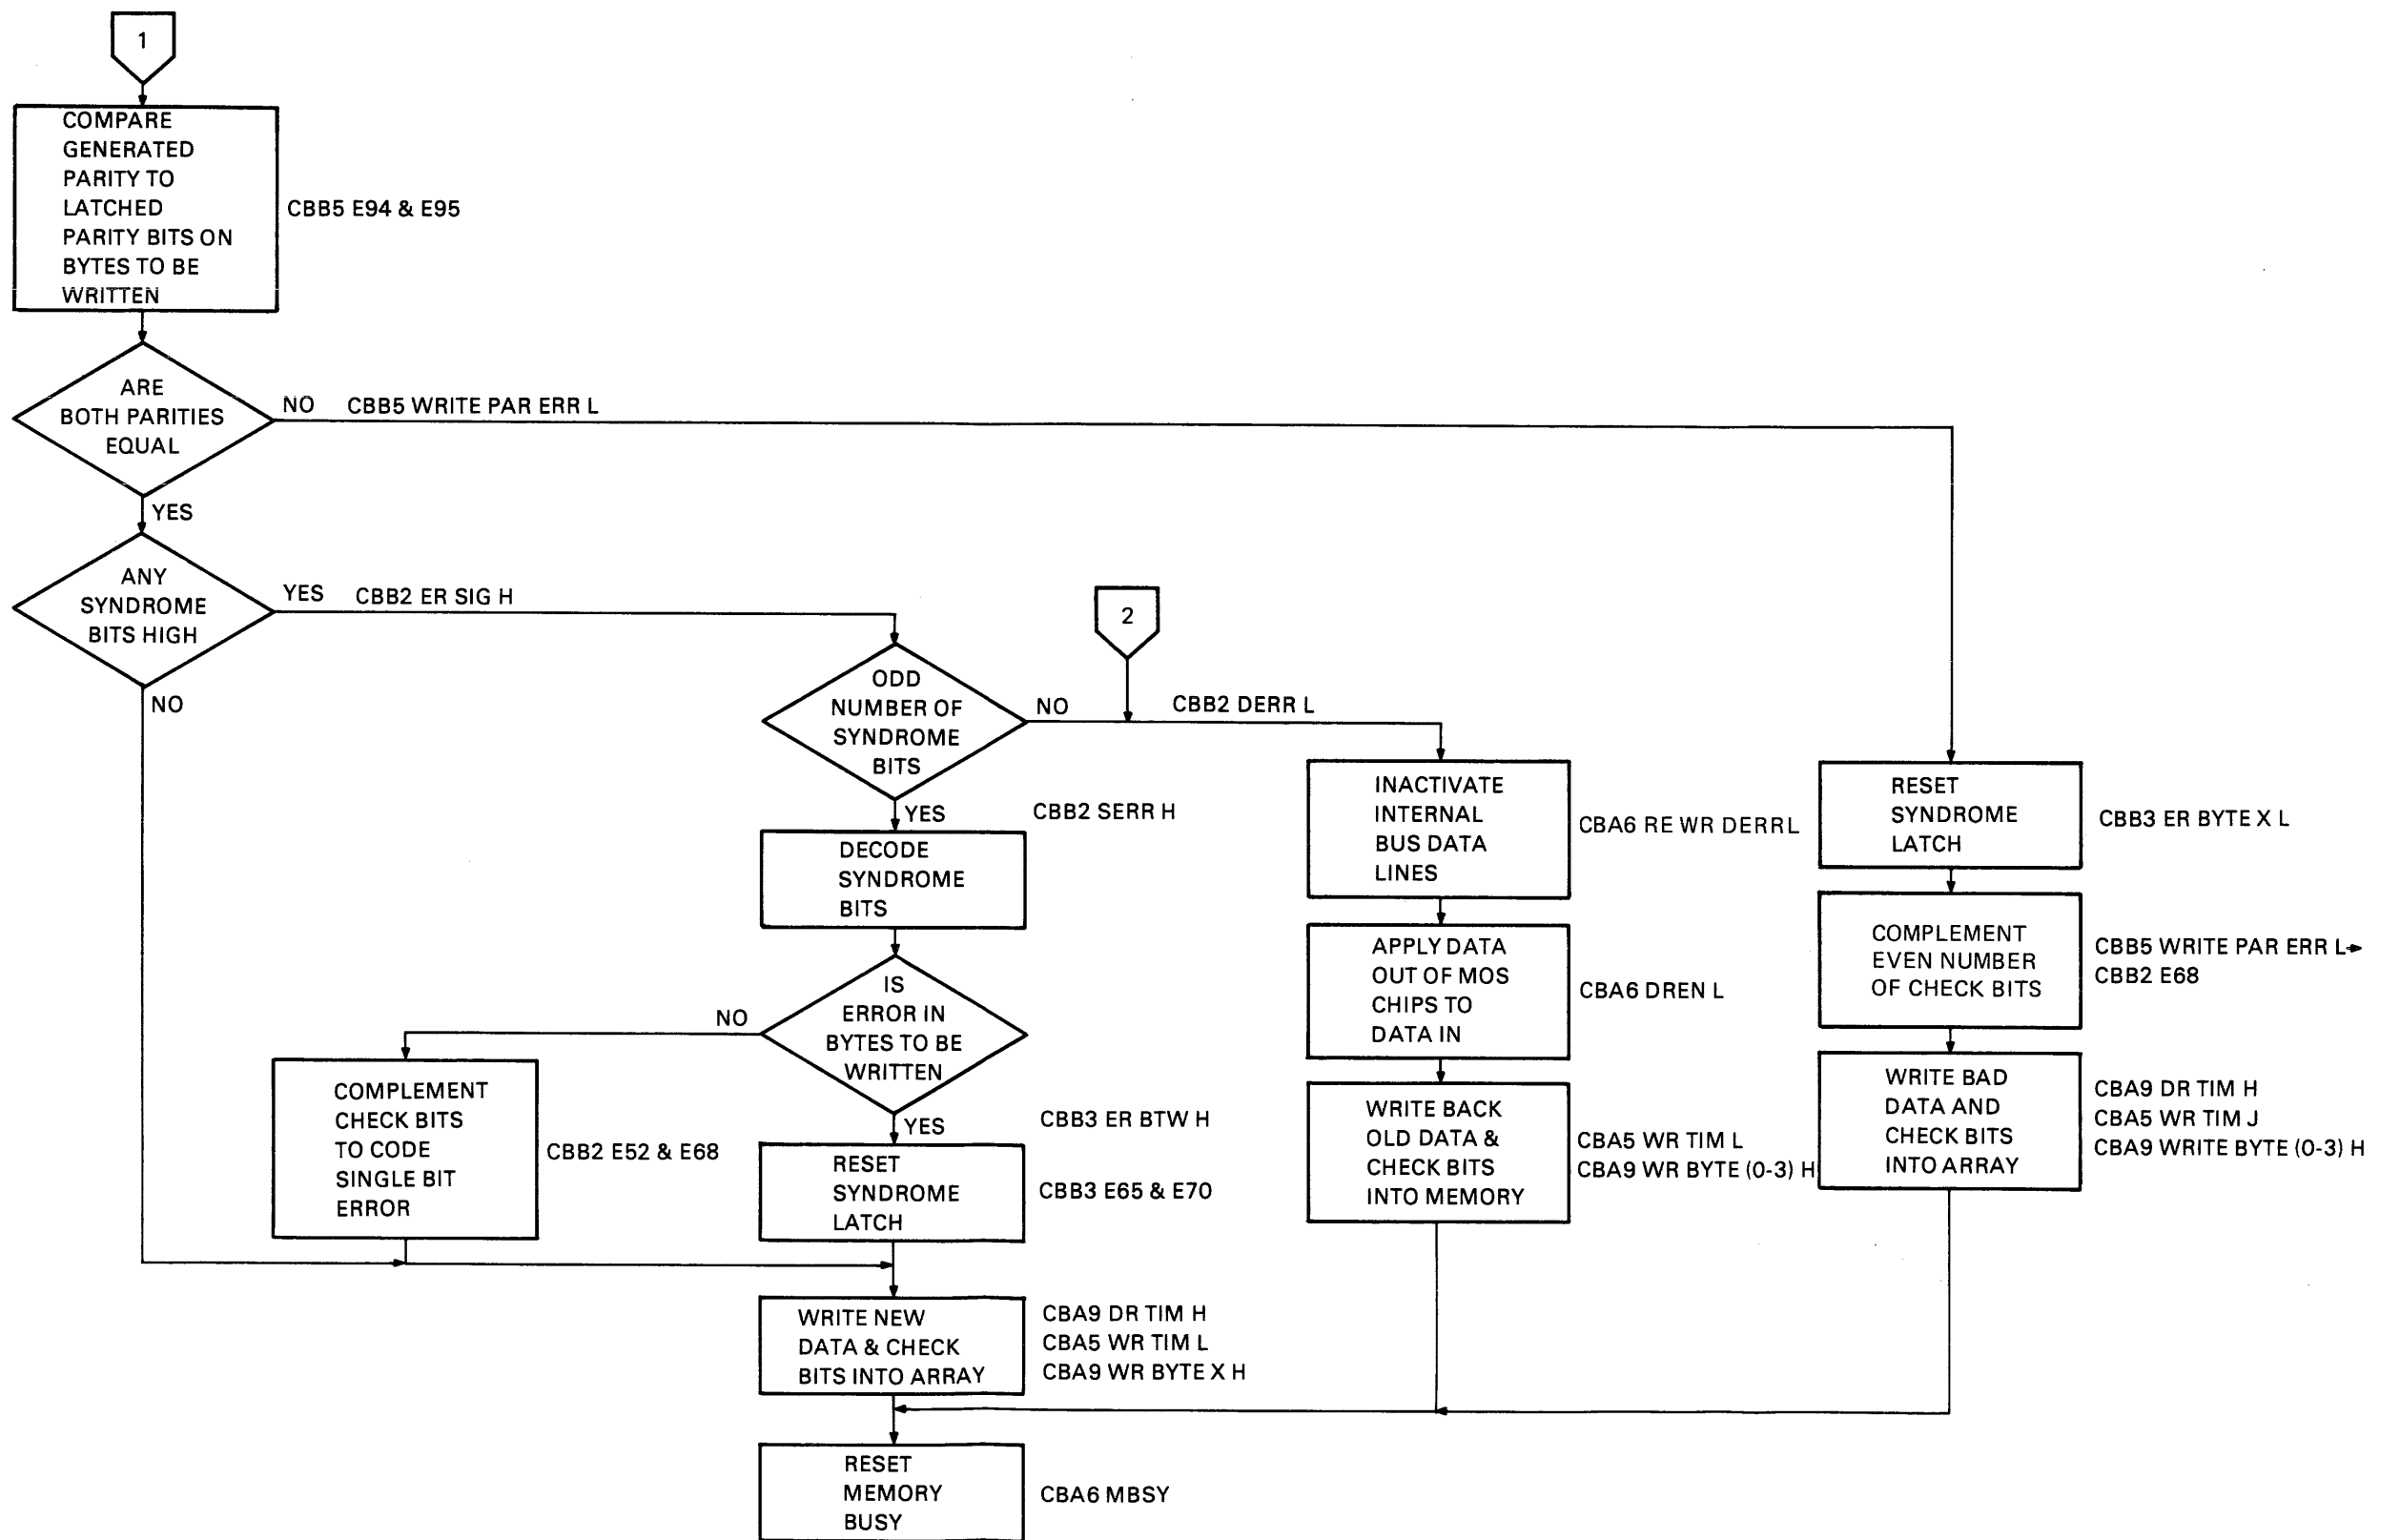 1
COMPARE
GENERATED
PARITY TO
LATCHED
PARITY BITS ON
BYTES TO BE
WRITTEN
CBB5 E94 & E95
ARE
BOTH PARITIES
EQUAL
NO
CBB5 WRITE PAR ERR L
YES
ANY
SYNDROME
BITS HIGH
YES
CBB2 ER SIG H
NO
2
ODD
NUMBER OF
SYNDROME
BITS
NO
CBB2 DERR L
YES
CBB2 SERR H
DECODE
SYNDROME
BITS
IS
ERROR IN
BYTES TO BE
WRITTEN
NO
COMPLEMENT
CHECK BITS
TO CODE
SINGLE BIT
ERROR
CBB2 E52 & E68
YES
CBB3 ER BTW H
RESET
SYNDROME
LATCH
CBB3 E65 & E70
INACTIVATE
INTERNAL
BUS DATA
LINES
CBA6 RE WR DERR L
APPLY DATA
OUT OF MOS
CHIPS TO
DATA IN
CBA6 DREN L
WRITE BACK
OLD DATA &
CHECK BITS
INTO MEMORY
CBA5 WR TIM L
CBA9 WR BYTE (0-3) H
RESET
SYNDROME
LATCH
CBB3 ER BYTE X L
COMPLEMENT
EVEN NUMBER
OF CHECK BITS
CBB5 WRITE PAR ERR L→
CBB2 E68
WRITE BAD
DATA AND
CHECK BITS
INTO ARRAY
CBA9 DR TIM H
CBA5 WR TIM J
CBA9 WRITE BYTE (0-3) H
WRITE NEW
DATA & CHECK
BITS INTO ARRAY
CBA9 DR TIM H
CBA5 WR TIM L
CBA9 WR BYTE X H
RESET
MEMORY
BUSY
CBA6 MBSY